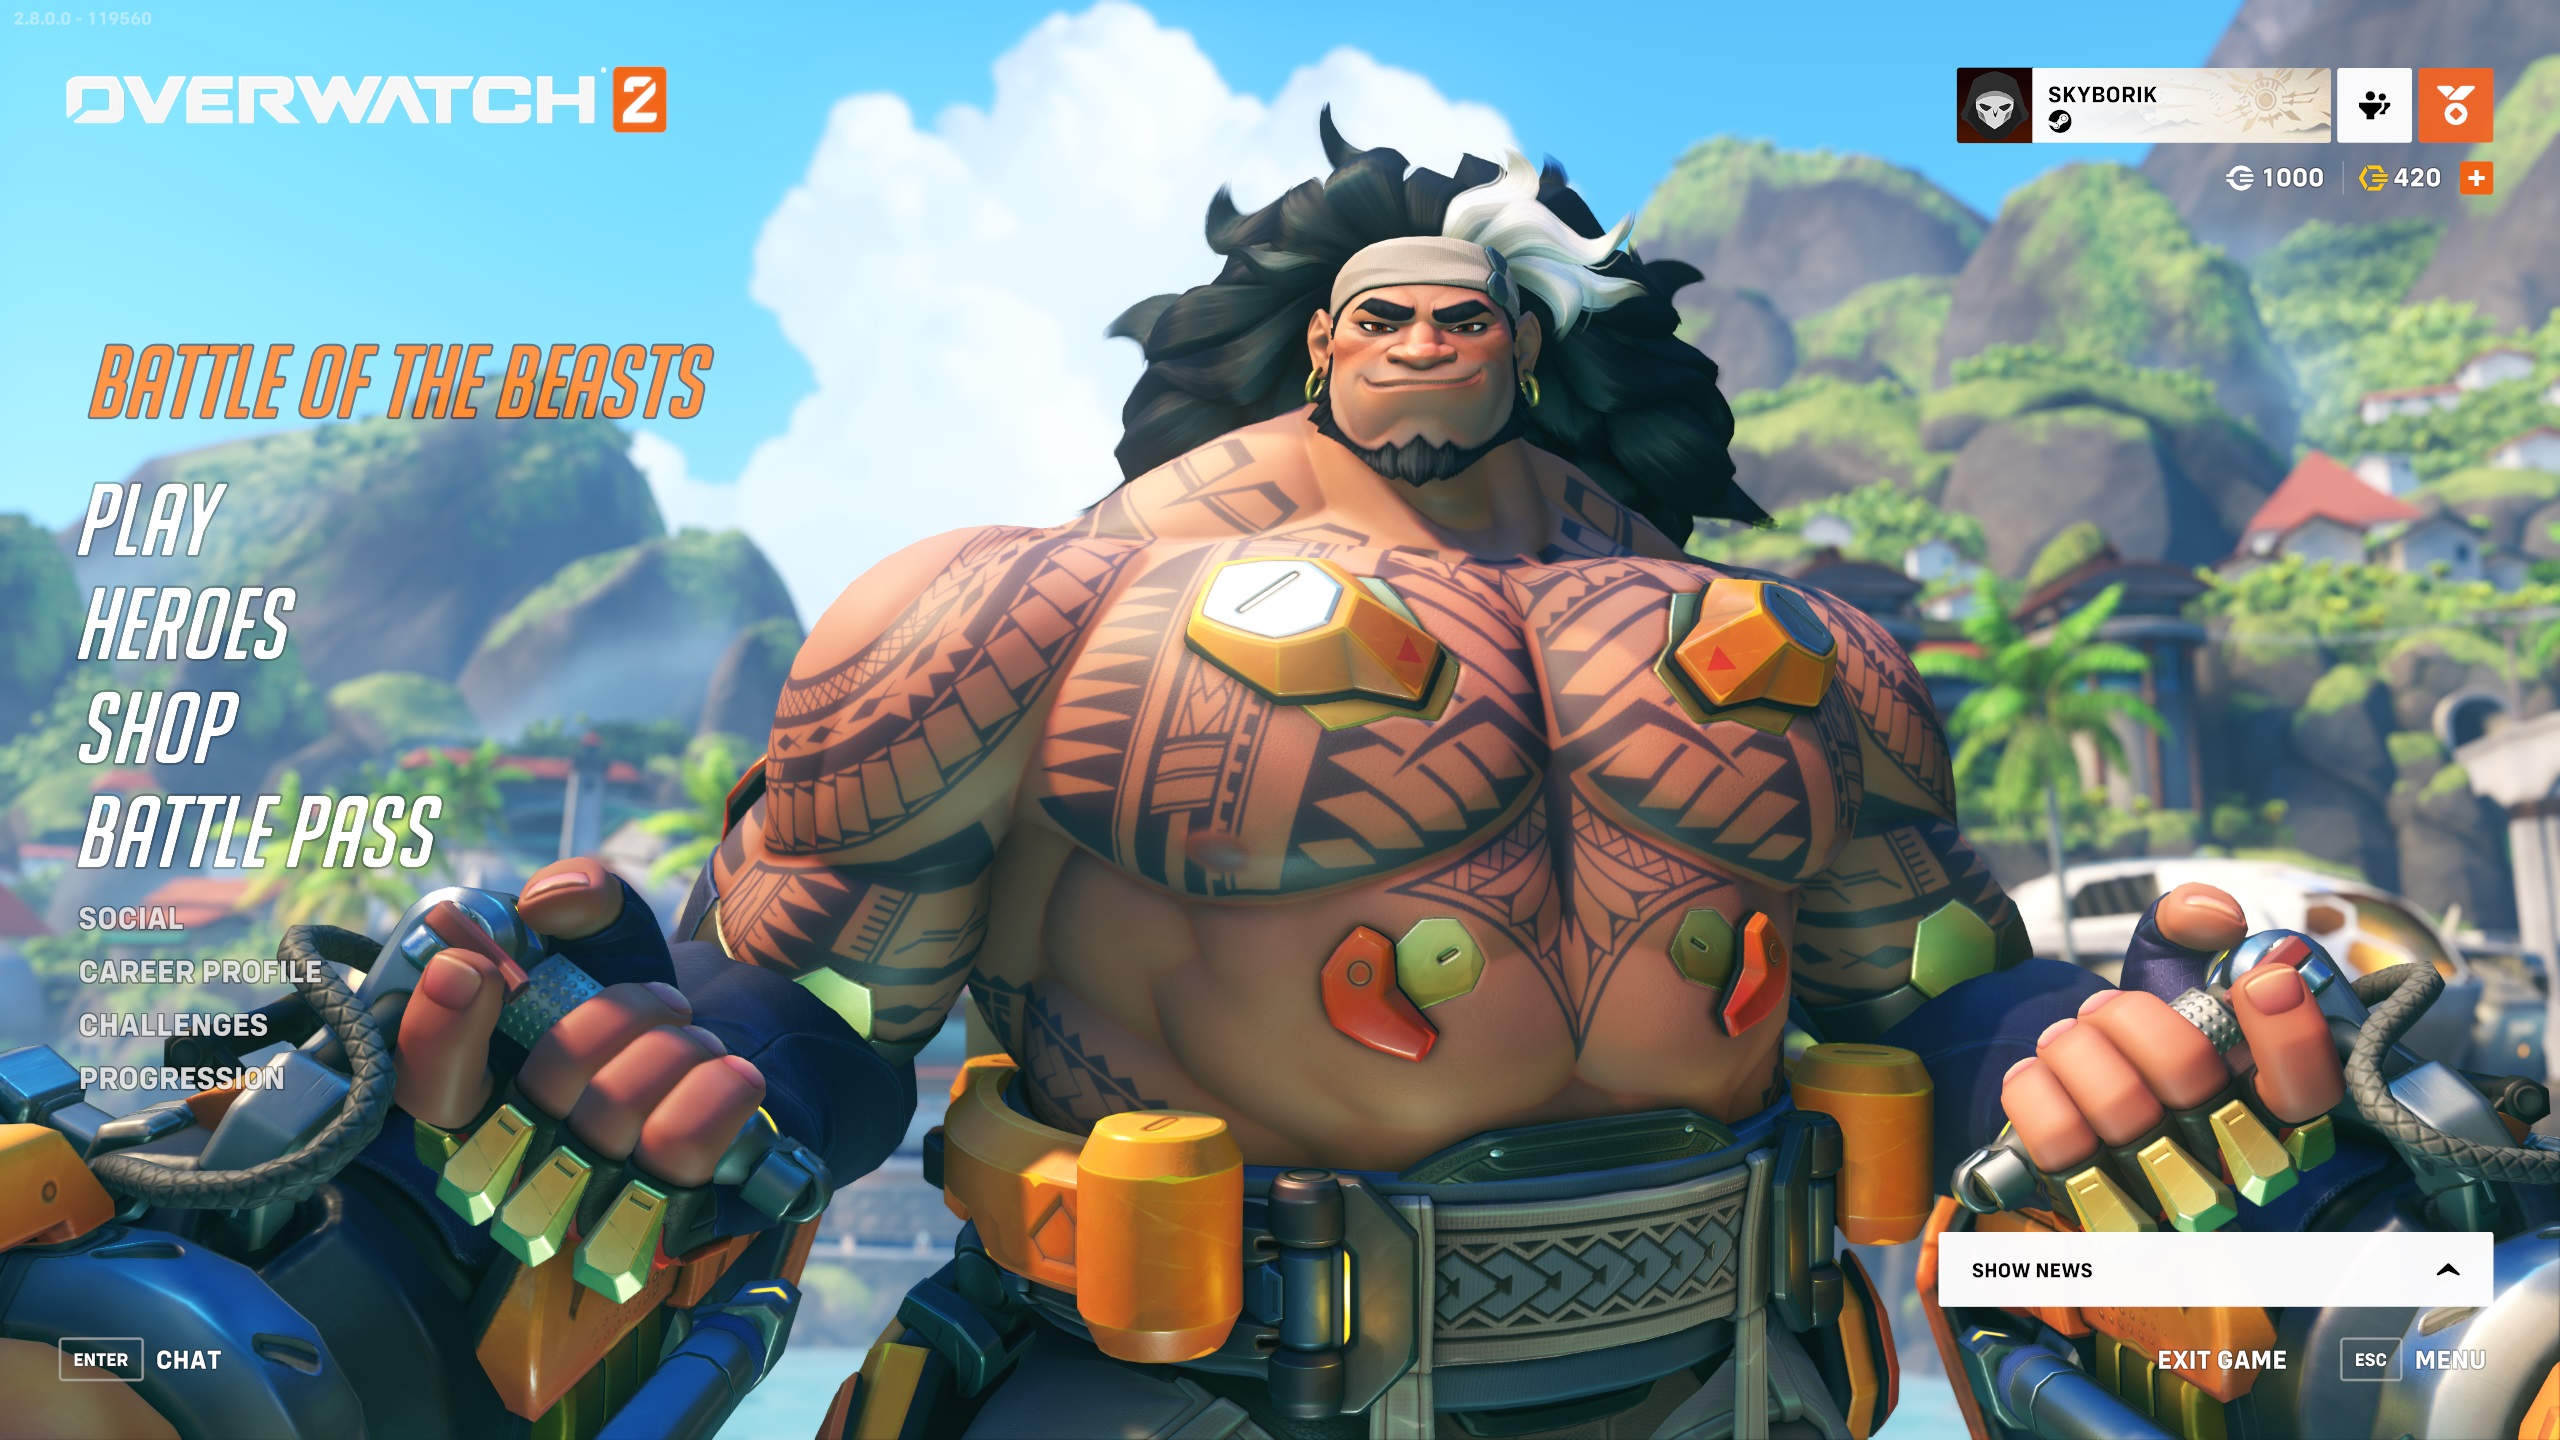 2.8.0.0 - 119560
OVERWATCH 2
SKYBORIK
1000
420 +
BATTLE OF THE BEASTS
PLAY
HEROES
SHOP
BATTLE PASS
SOCIAL
CAREER PROFILE
CHALLENGES
PROGRESSION
SHOW NEWS
ENTER CHAT
EXIT GAME
ESC MENU